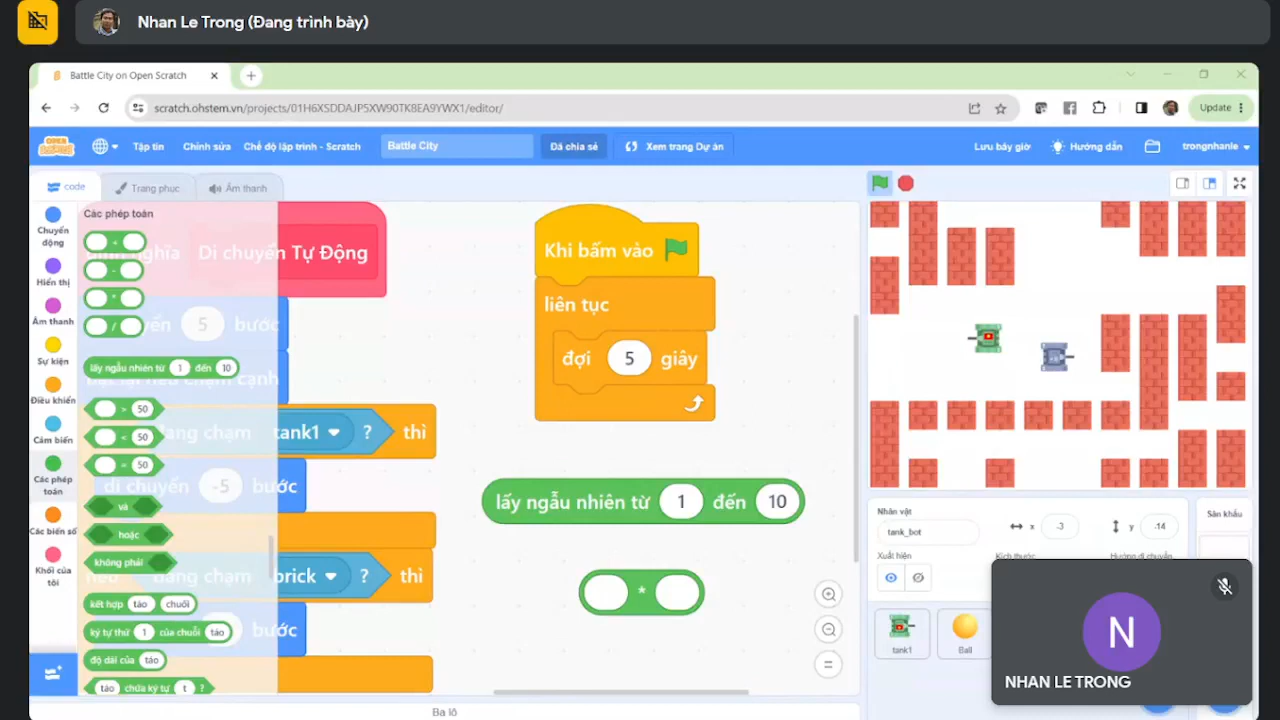 Nhan Le Trong (Đang trình bày)
Battle City on Open Scratch
scratch.ohstem.vn/projects/01H6XSDDAJP5XW90TK8EA9YWX1/editor/
Update
OPEN
Tập tin
Chỉnh sửa
Chế độ lập trình - Scratch
Battle City
Đã chia sẻ
Xem trang Dự án
Lưu bây giờ
Hướng dẫn
trongnhanle
code
Trang phục
Âm thanh
Chuyển động
Hiển thị
Âm thanh
Sự kiện
Điều khiển
Cảm biến
Các phép toán
Các biến số
Khối của tôi
Các phép toán
-
*
/
lấy ngẫu nhiên từ 1 đến 10
> 50
< 50
= 50
và
hoặc
không phải
kết hợp táo chuối
ký tự thứ 1 của chuỗi táo
độ dài của táo
táo chứa ký tự t ?
nghĩa Di chuyển Tự Động
5 bước
chạm cạnh
đang chạm tank1 ? thì
di chuyển -5 bước
đang chạm brick ? thì
bước
Khi bấm vào
liên tục
đợi 5 giây
lấy ngẫu nhiên từ 1 đến 10
*
Ba lô
Nhân vật
tank_bot
x -3
y -14
Xuất hiện
Kích thước
Hướng di chuyển
Sân khấu
tank1
Ball
N
NHAN LE TRONG